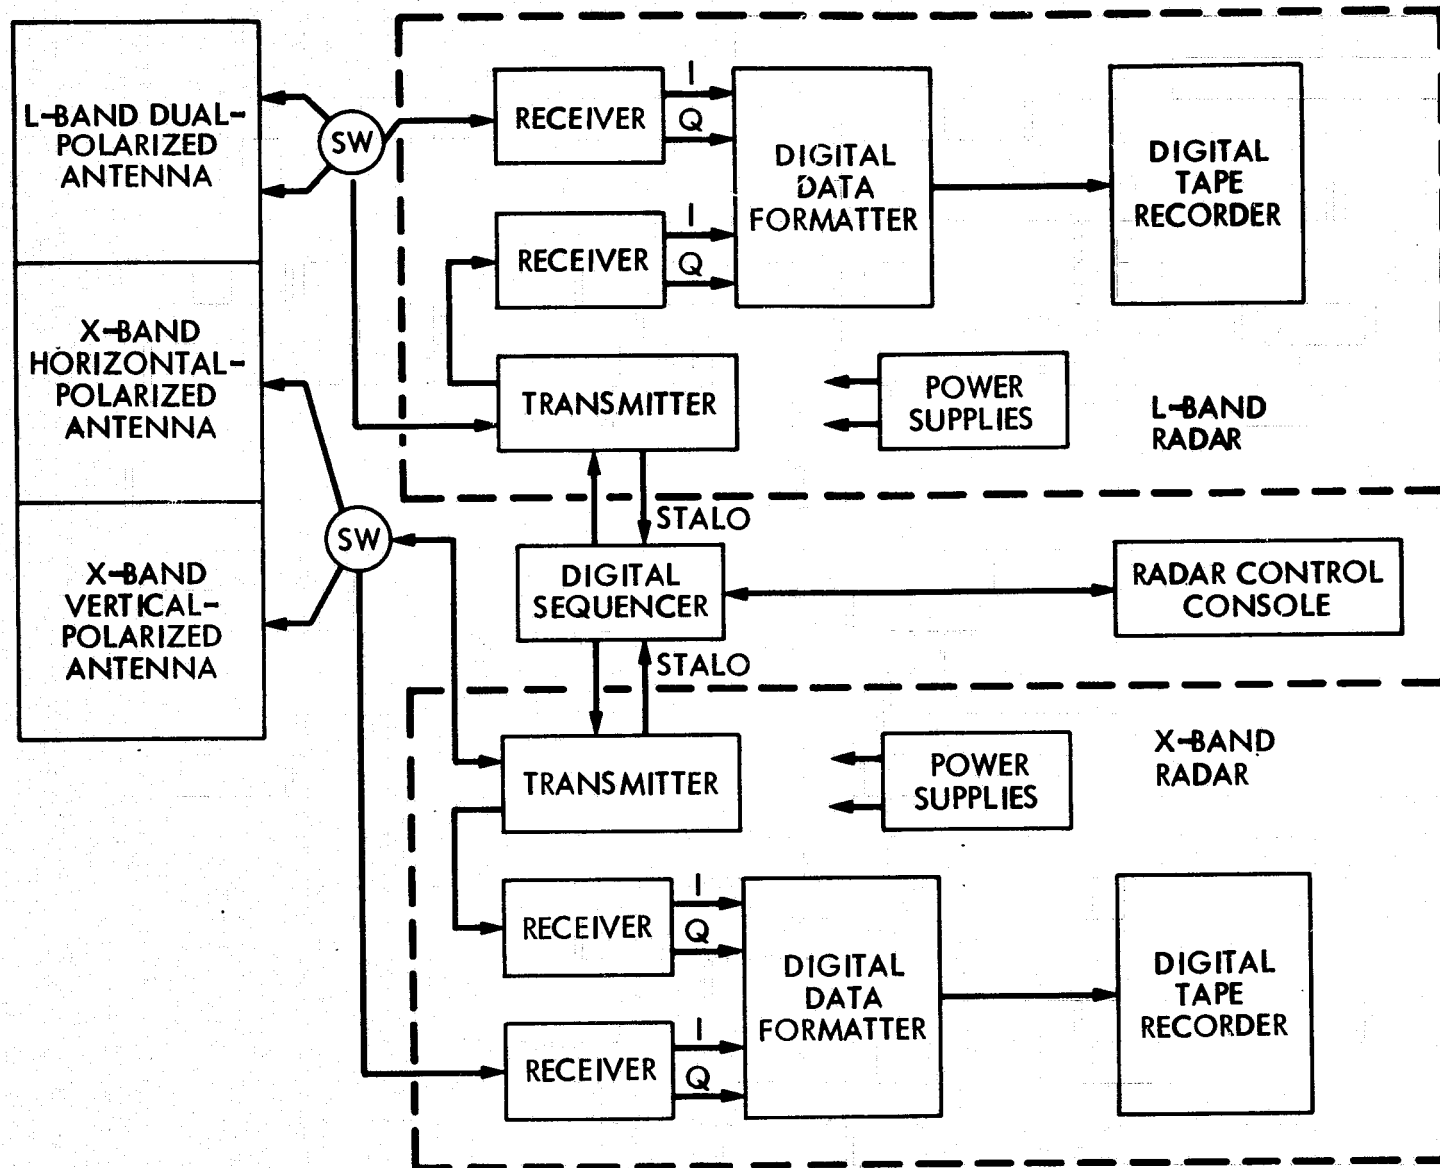 L-BAND DUAL-
POLARIZED
ANTENNA
X-BAND
HORIZONTAL-
POLARIZED
ANTENNA
X-BAND
VERTICAL-
POLARIZED
ANTENNA
SW
SW
RECEIVER
I
Q
RECEIVER
I
Q
DIGITAL
DATA
FORMATTER
DIGITAL
TAPE
RECORDER
TRANSMITTER
POWER
SUPPLIES
L-BAND
RADAR
STALO
DIGITAL
SEQUENCER
RADAR CONTROL
CONSOLE
STALO
TRANSMITTER
POWER
SUPPLIES
X-BAND
RADAR
RECEIVER
I
Q
RECEIVER
I
Q
DIGITAL
DATA
FORMATTER
DIGITAL
TAPE
RECORDER